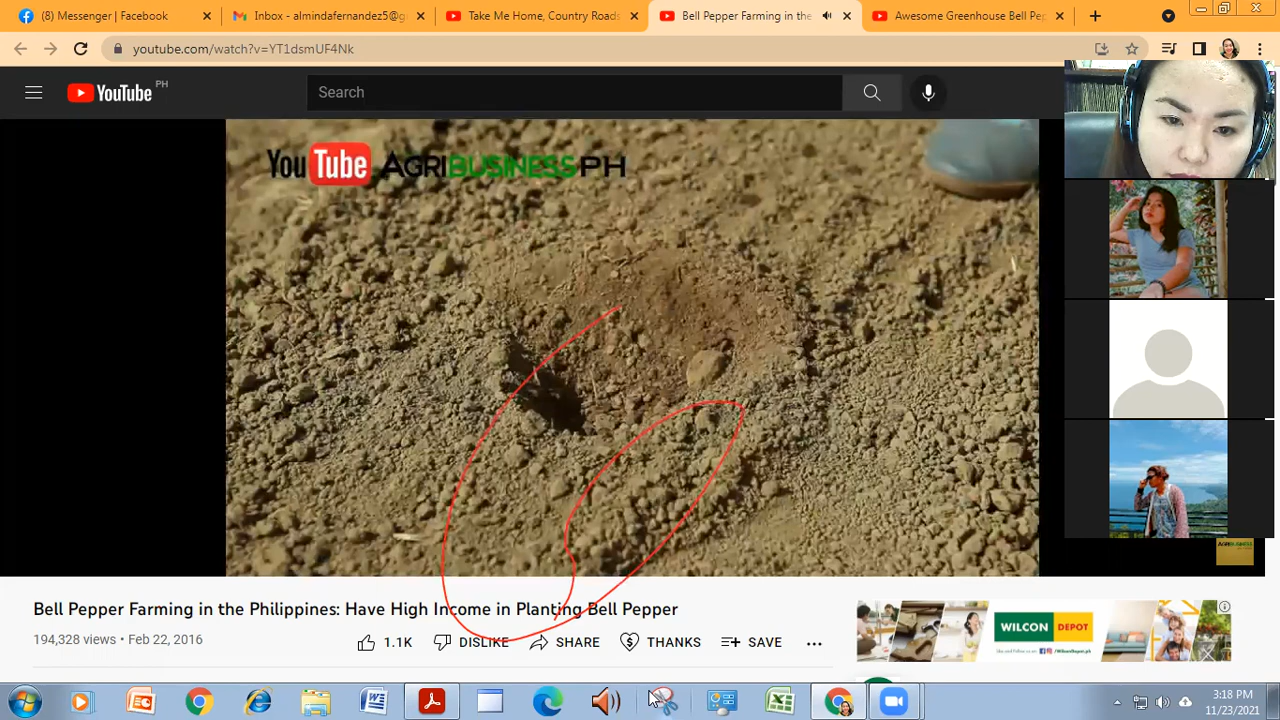 (8) Messenger | Facebook
Inbox - almindafernandez5@g
Take Me Home, Country Roads
Bell Pepper Farming in the
Awesome Greenhouse Bell Pep
youtube.com/watch?v=YT1dsmUF4Nk
YouTube PH
Search
You Tube AGRIBUSINESS.PH
Bell Pepper Farming in the Philippines: Have High Income in Planting Bell Pepper
194,328 views • Feb 22, 2016
1.1K
DISLIKE
SHARE
THANKS
SAVE
WILCON DEPOT
3:18 PM
11/23/2021